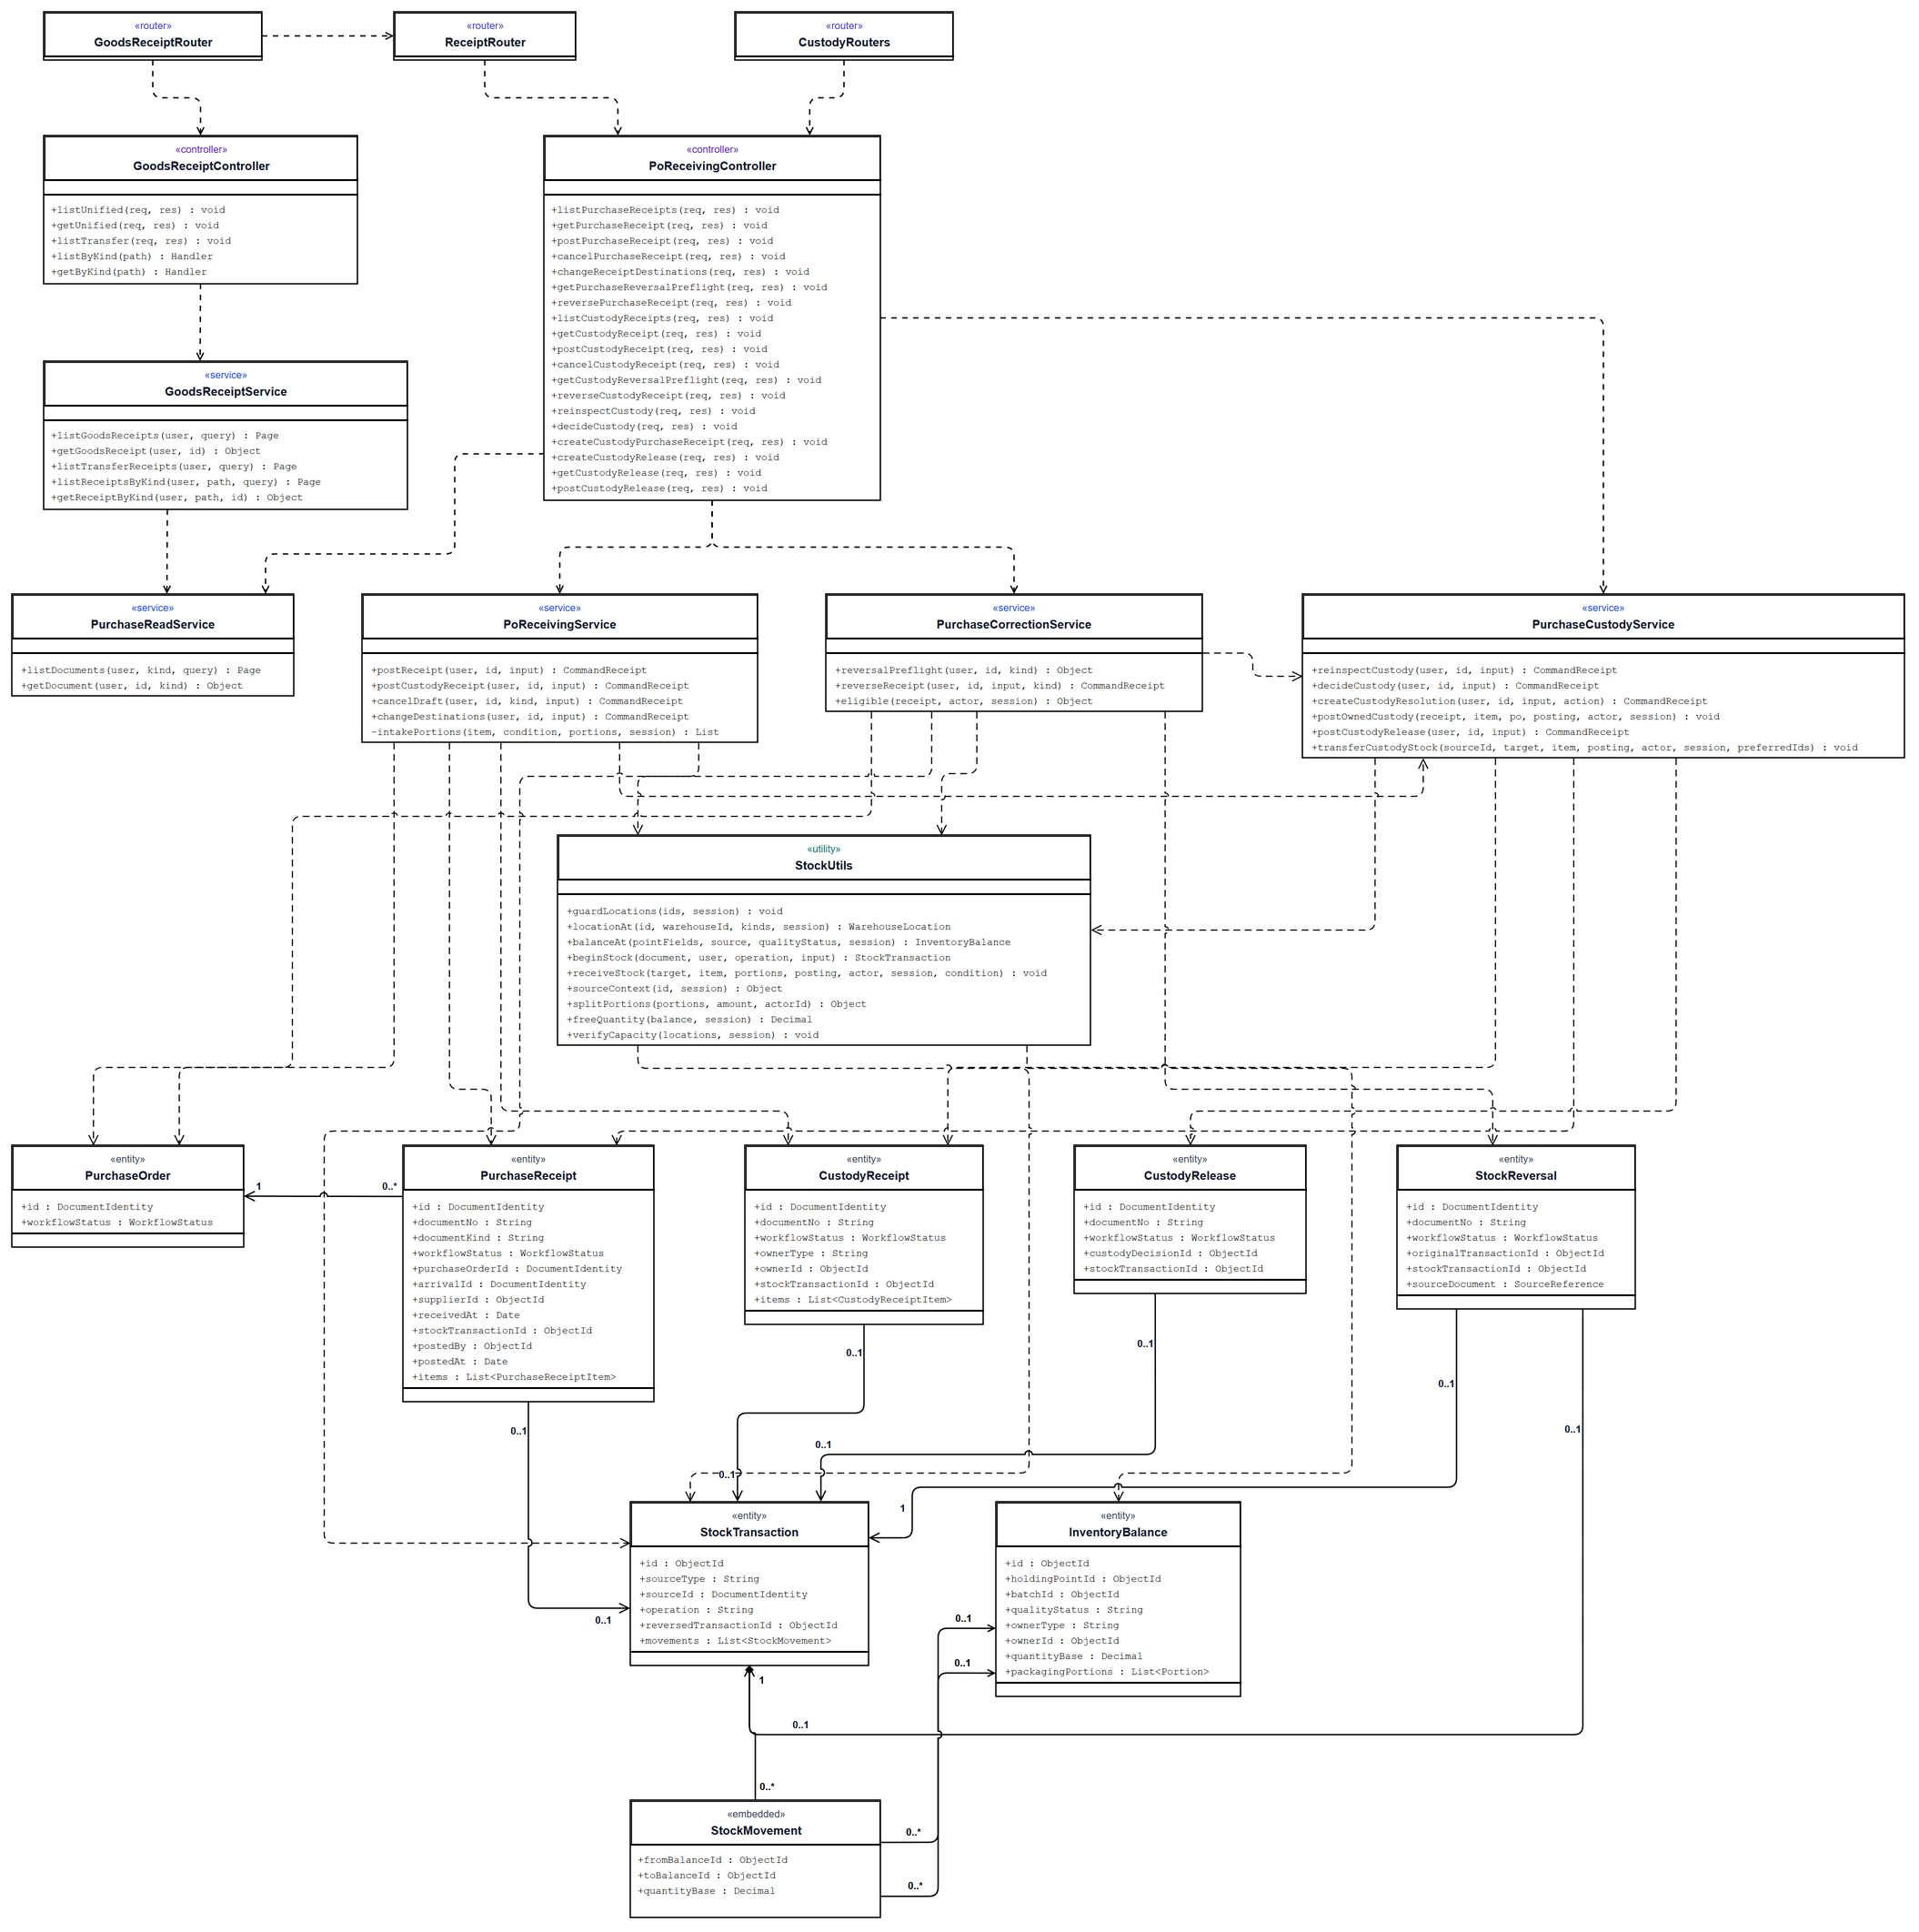 «router»
GoodsReceiptRouter
«router»
ReceiptRouter
«router»
CustodyRouters
«controller»
GoodsReceiptController
+listUnified(req, res) : void
+getUnified(req, res) : void
+listTransfer(req, res) : void
+listByKind(path) : Handler
+getByKind(path) : Handler
«controller»
PoReceivingController
+listPurchaseReceipts(req, res) : void
+getPurchaseReceipt(req, res) : void
+postPurchaseReceipt(req, res) : void
+cancelPurchaseReceipt(req, res) : void
+changeReceiptDestinations(req, res) : void
+getPurchaseReversalPreflight(req, res) : void
+reversePurchaseReceipt(req, res) : void
+listCustodyReceipts(req, res) : void
+getCustodyReceipt(req, res) : void
+postCustodyReceipt(req, res) : void
+cancelCustodyReceipt(req, res) : void
+getCustodyReversalPreflight(req, res) : void
+reverseCustodyReceipt(req, res) : void
+reinspectCustody(req, res) : void
+decideCustody(req, res) : void
+createCustodyPurchaseReceipt(req, res) : void
+createCustodyRelease(req, res) : void
+getCustodyRelease(req, res) : void
+postCustodyRelease(req, res) : void
«service»
GoodsReceiptService
+listGoodsReceipts(user, query) : Page
+getGoodsReceipt(user, id) : Object
+listTransferReceipts(user, query) : Page
+listReceiptsByKind(user, path, query) : Page
+getReceiptByKind(user, path, id) : Object
«service»
PurchaseReadService
+listDocuments(user, kind, query) : Page
+getDocument(user, id, kind) : Object
«service»
PoReceivingService
+postReceipt(user, id, input) : CommandReceipt
+postCustodyReceipt(user, id, input) : CommandReceipt
+cancelDraft(user, id, kind, input) : CommandReceipt
+changeDestinations(user, id, input) : CommandReceipt
-intakePortions(item, condition, portions, session) : List
«service»
PurchaseCorrectionService
+reversalPreflight(user, id, kind) : Object
+reverseReceipt(user, id, input, kind) : CommandReceipt
+eligible(receipt, actor, session) : Object
«service»
PurchaseCustodyService
+reinspectCustody(user, id, input) : CommandReceipt
+decideCustody(user, id, input) : CommandReceipt
+createCustodyResolution(user, id, input, action) : CommandReceipt
+postOwnedCustody(receipt, item, po, posting, actor, session) : void
+postCustodyRelease(user, id, input) : CommandReceipt
+transferCustodyStock(sourceId, target, item, posting, actor, session, preferredIds) : void
«utility»
StockUtils
+guardLocations(ids, session) : void
+locationAt(id, warehouseId, kinds, session) : WarehouseLocation
+balanceAt(pointFields, source, qualityStatus, session) : InventoryBalance
+beginStock(document, user, operation, input) : StockTransaction
+receiveStock(target, item, portions, posting, actor, session, condition) : void
+sourceContext(id, session) : Object
+splitPortions(portions, amount, actorId) : Object
+freeQuantity(balance, session) : Decimal
+verifyCapacity(locations, session) : void
«entity»
PurchaseOrder
+id : DocumentIdentity
+workflowStatus : WorkflowStatus
1
0..*
«entity»
PurchaseReceipt
+id : DocumentIdentity
+documentNo : String
+documentKind : String
+workflowStatus : WorkflowStatus
+purchaseOrderId : DocumentIdentity
+arrivalId : DocumentIdentity
+supplierId : ObjectId
+receivedAt : Date
+stockTransactionId : ObjectId
+postedBy : ObjectId
+postedAt : Date
+items : List<PurchaseReceiptItem>
«entity»
CustodyReceipt
+id : DocumentIdentity
+documentNo : String
+workflowStatus : WorkflowStatus
+ownerType : String
+ownerId : ObjectId
+stockTransactionId : ObjectId
+items : List<CustodyReceiptItem>
«entity»
CustodyRelease
+id : DocumentIdentity
+documentNo : String
+workflowStatus : WorkflowStatus
+custodyDecisionId : ObjectId
+stockTransactionId : ObjectId
«entity»
StockReversal
+id : DocumentIdentity
+documentNo : String
+workflowStatus : WorkflowStatus
+originalTransactionId : ObjectId
+stockTransactionId : ObjectId
+sourceDocument : SourceReference
0..1
0..1
0..1
0..1
0..1
0..1
0..1
1
0..1
«entity»
StockTransaction
+id : ObjectId
+sourceType : String
+sourceId : DocumentIdentity
+operation : String
+reversedTransactionId : ObjectId
+movements : List<StockMovement>
«entity»
InventoryBalance
+id : ObjectId
+holdingPointId : ObjectId
+batchId : ObjectId
+qualityStatus : String
+ownerType : String
+ownerId : ObjectId
+quantityBase : Decimal
+packagingPortions : List<Portion>
0..1
0..1
1
0..1
0..*
«embedded»
StockMovement
+fromBalanceId : ObjectId
+toBalanceId : ObjectId
+quantityBase : Decimal
0..*
0..*